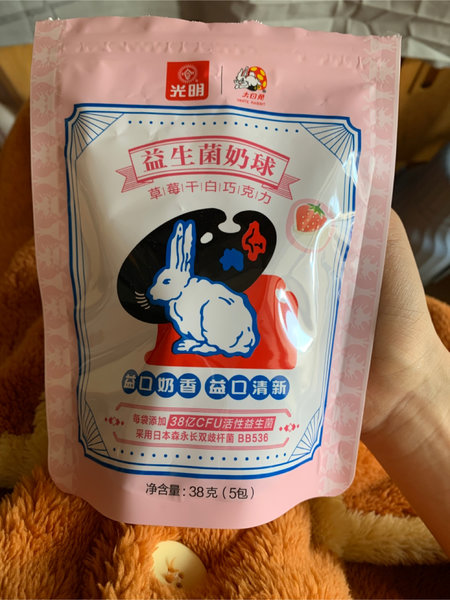 光明
大白兔
WHITE RABBIT
益生菌奶球
草莓干白巧克力
益口奶香 益口清新
每袋添加 38亿CFU活性益生菌
采用日本森永长双歧杆菌 BB536
净含量:38克(5包)